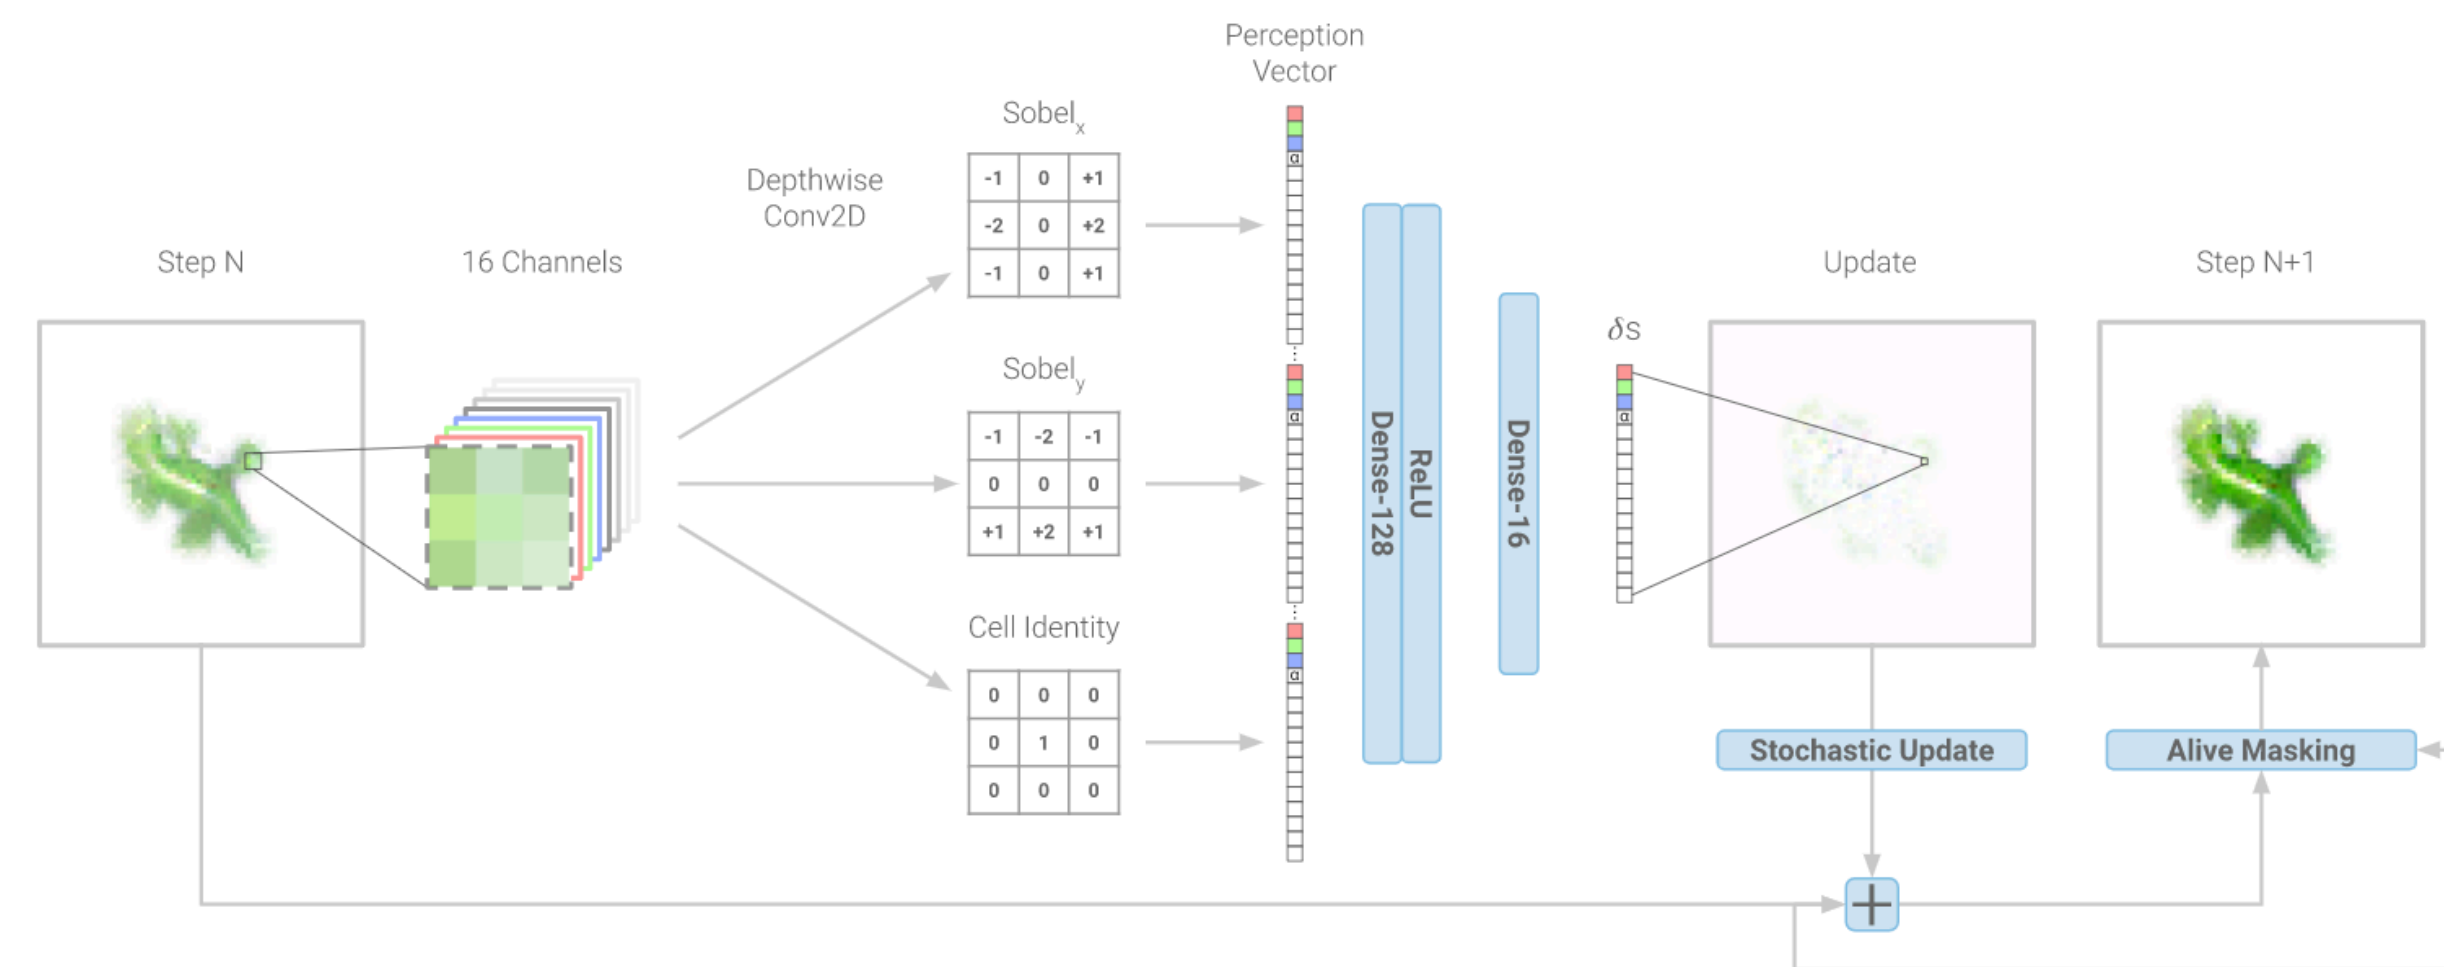 Perception
Vector
Sobelx
Depthwise
Conv2D
-1 0 +1
-2 0 +2
-1 0 +1
α
Step N
16 Channels
Update
Step N+1
δs
Sobely
-1 -2 -1
0 0 0
+1 +2 +1
α
α
Dense-128
ReLU
Dense-16
Cell Identity
0 0 0
0 1 0
0 0 0
α
Stochastic Update
Alive Masking
+